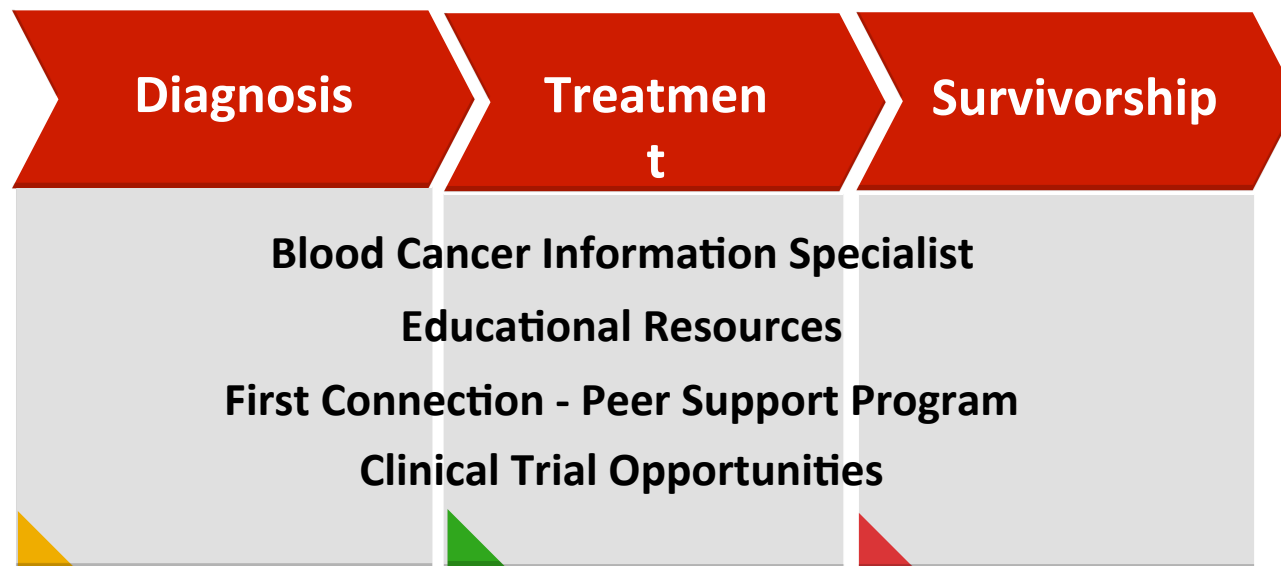 Diagnosis
Treatmen
t
Survivorship
Blood Cancer Information Specialist
Educational Resources
First Connection - Peer Support Program
Clinical Trial Opportunities